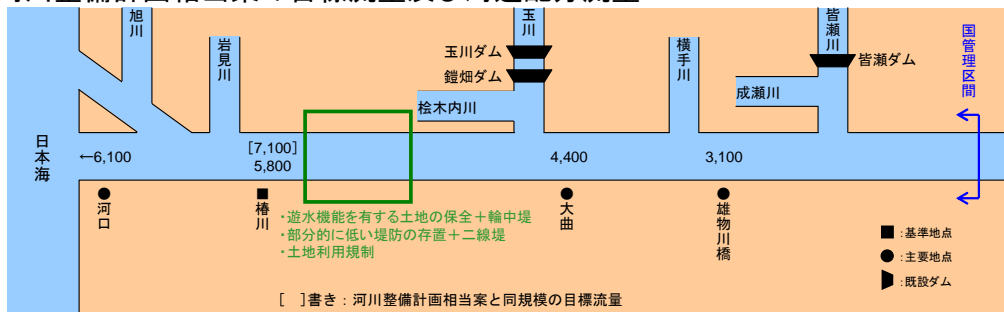 旭川
岩見川
玉川
玉川ダム
鎧畑ダム
桧木内川
横手川
皆瀬川
皆瀬ダム
成瀬川
国管理区間
日本海
←6,100
[7,100]
5,800
4,400
3,100
河口
椿川
大曲
雄物川橋
・遊水機能を有する土地の保全＋輪中堤
・部分的に低い堤防の存置＋二線堤
・土地利用規制
■ :基準地点
● :主要地点
:既設ダム
[ ]書き：河川整備計画相当案と同規模の目標流量